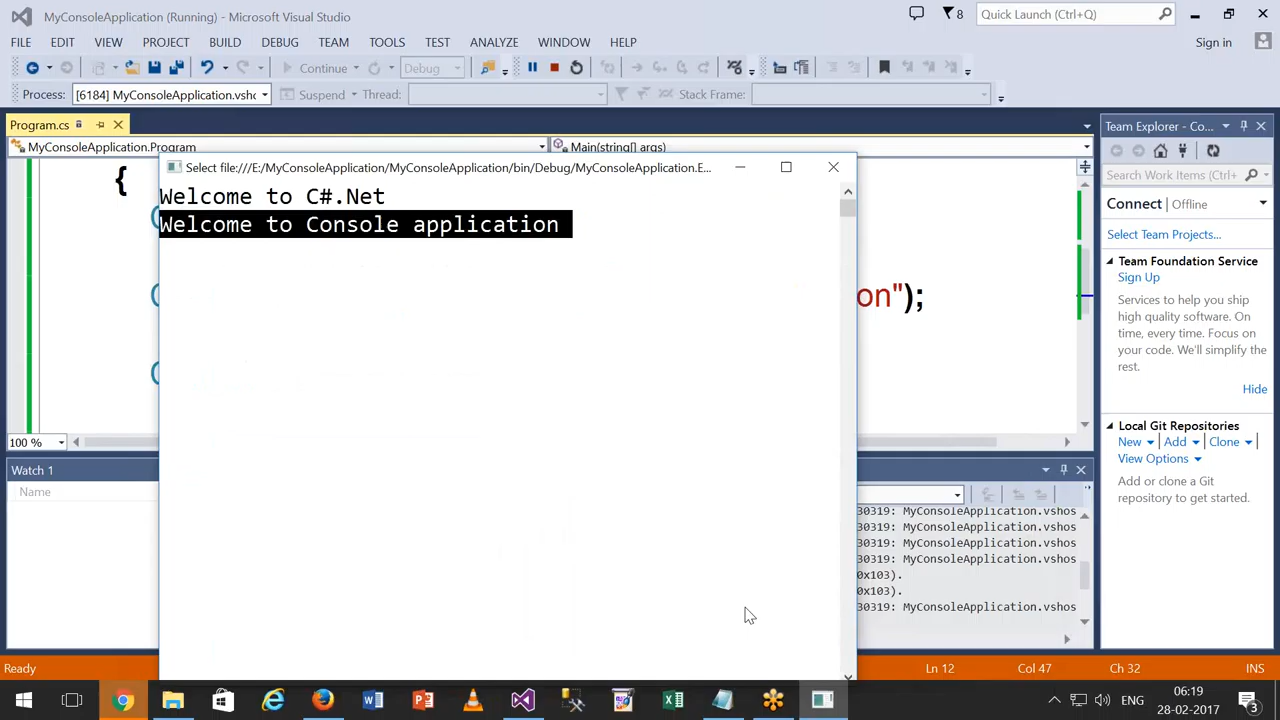 MyConsoleApplication (Running) - Microsoft Visual Studio
8
Quick Launch (Ctrl+Q)
FILE EDIT VIEW PROJECT BUILD DEBUG TEAM TOOLS TEST ANALYZE WINDOW HELP
Sign in
Continue Debug
Process: [6184] MyConsoleApplication.vsho Suspend Thread: Stack Frame:
Program.cs
MyConsoleApplication.Program
Main(string[] args)
{
Select file:///E:/MyConsoleApplication/MyConsoleApplication/bin/Debug/MyConsoleApplication.E...
Welcome to C#.Net
Welcome to Console application
on");
100 %
Watch 1
Name
30319: MyConsoleApplication.vshos
30319: MyConsoleApplication.vshos
30319: MyConsoleApplication.vshos
30319: MyConsoleApplication.vshos
0x103).
0x103).
30319: MyConsoleApplication.vshos
Team Explorer - Co...
Search Work Items (
Connect Offline
Select Team Projects...
Team Foundation Service
Sign Up
Services to help you ship
high quality software. On
time, every time. Focus on
your code. We'll simplify the
rest.
Hide
Local Git Repositories
New Add Clone
View Options
Add or clone a Git
repository to get started.
Ready
Ln 12 Col 47 Ch 32 INS
ENG
06:19
28-02-2017
3